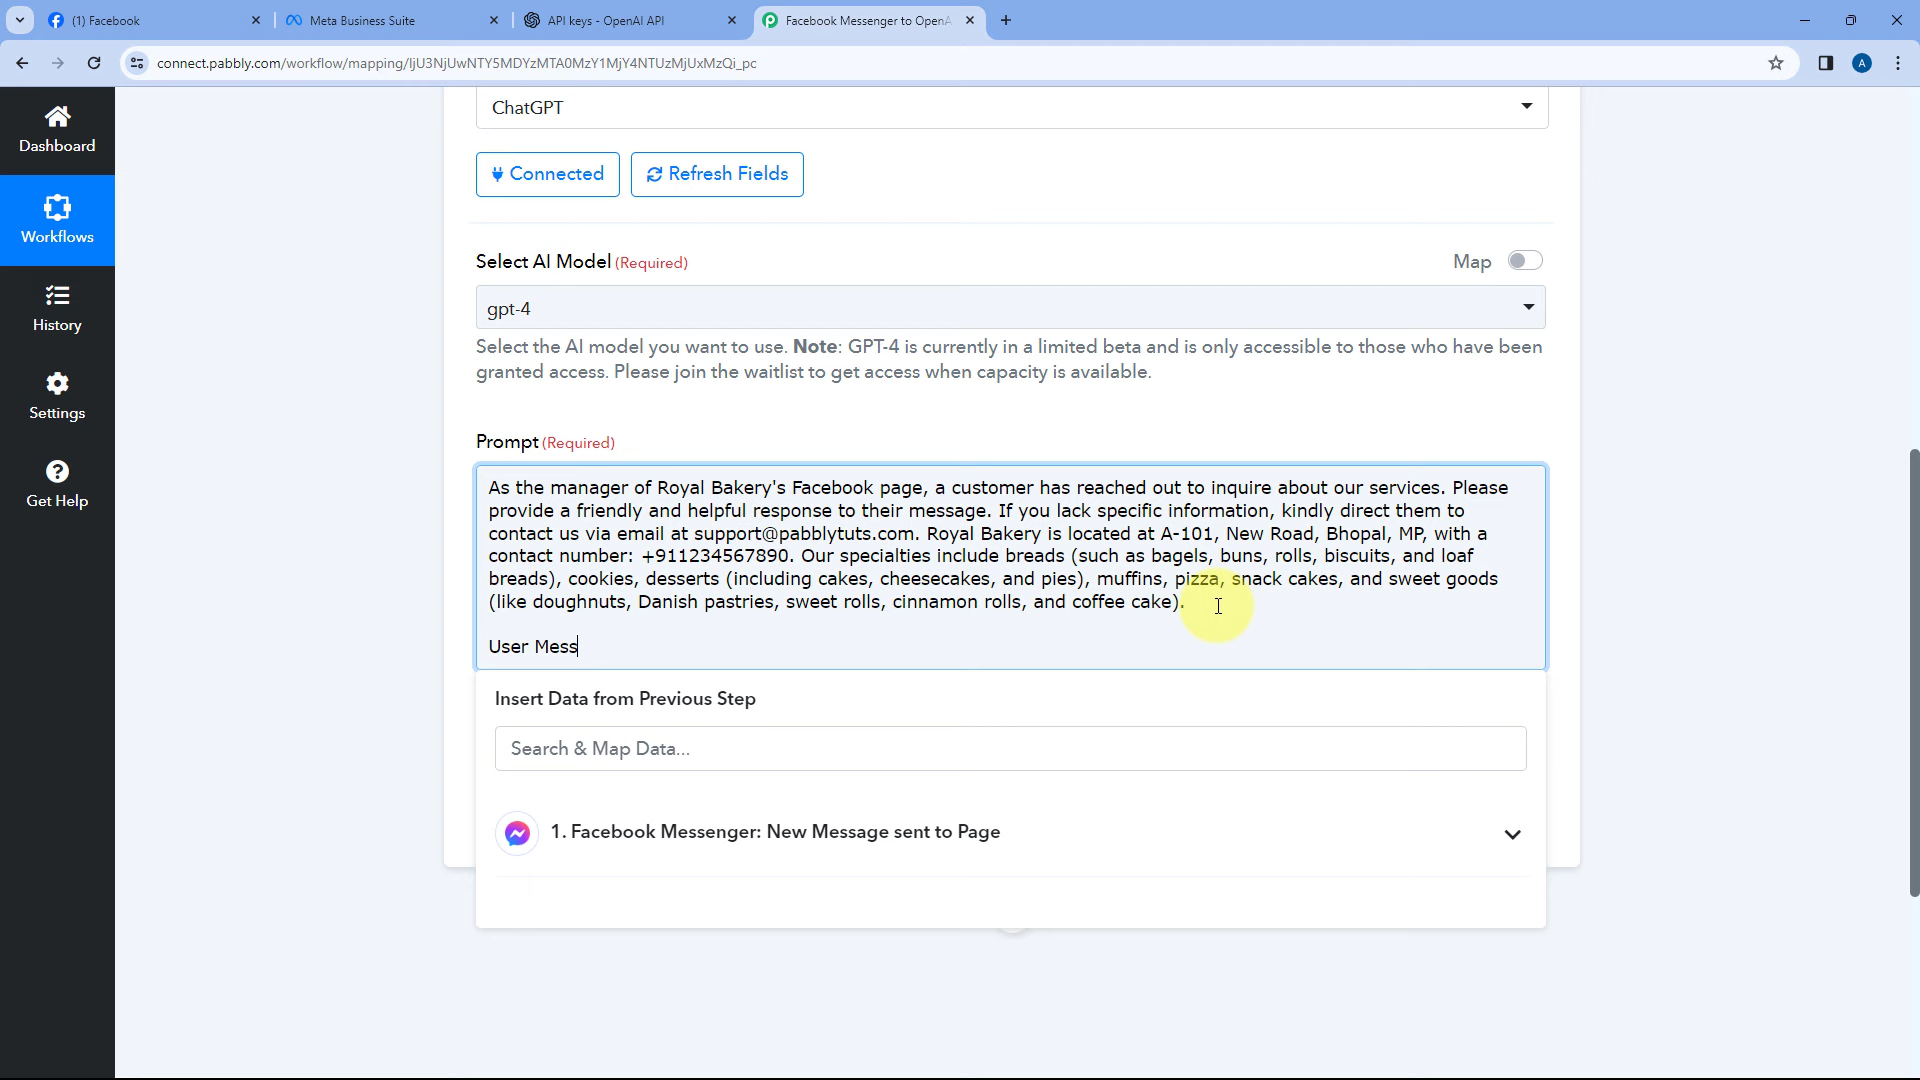 (1) Facebook
Meta Business Suite
API keys - OpenAI API
Facebook Messenger to OpenA
connect.pabbly.com/workflow/mapping/IjU3NjUwNTY5MDYzMTA0MzY1MjY4NTUzMjUxMzQi_pc
A
Dashboard
Workflows
History
Settings
Get Help
ChatGPT
Connected
Refresh Fields
Select AI Model (Required)
Map
gpt-4
Select the AI model you want to use. Note: GPT-4 is currently in a limited beta and is only accessible to those who have been
granted access. Please join the waitlist to get access when capacity is available.
Prompt (Required)
As the manager of Royal Bakery's Facebook page, a customer has reached out to inquire about our services. Please
provide a friendly and helpful response to their message. If you lack specific information, kindly direct them to
contact us via email at support@pabblytuts.com. Royal Bakery is located at A-101, New Road, Bhopal, MP, with a
contact number: +911234567890. Our specialties include breads (such as bagels, buns, rolls, biscuits, and loaf
breads), cookies, desserts (including cakes, cheesecakes, and pies), muffins, pizza, snack cakes, and sweet goods
(like doughnuts, Danish pastries, sweet rolls, cinnamon rolls, and coffee cake).
User Mess
Insert Data from Previous Step
Search & Map Data...
1. Facebook Messenger: New Message sent to Page